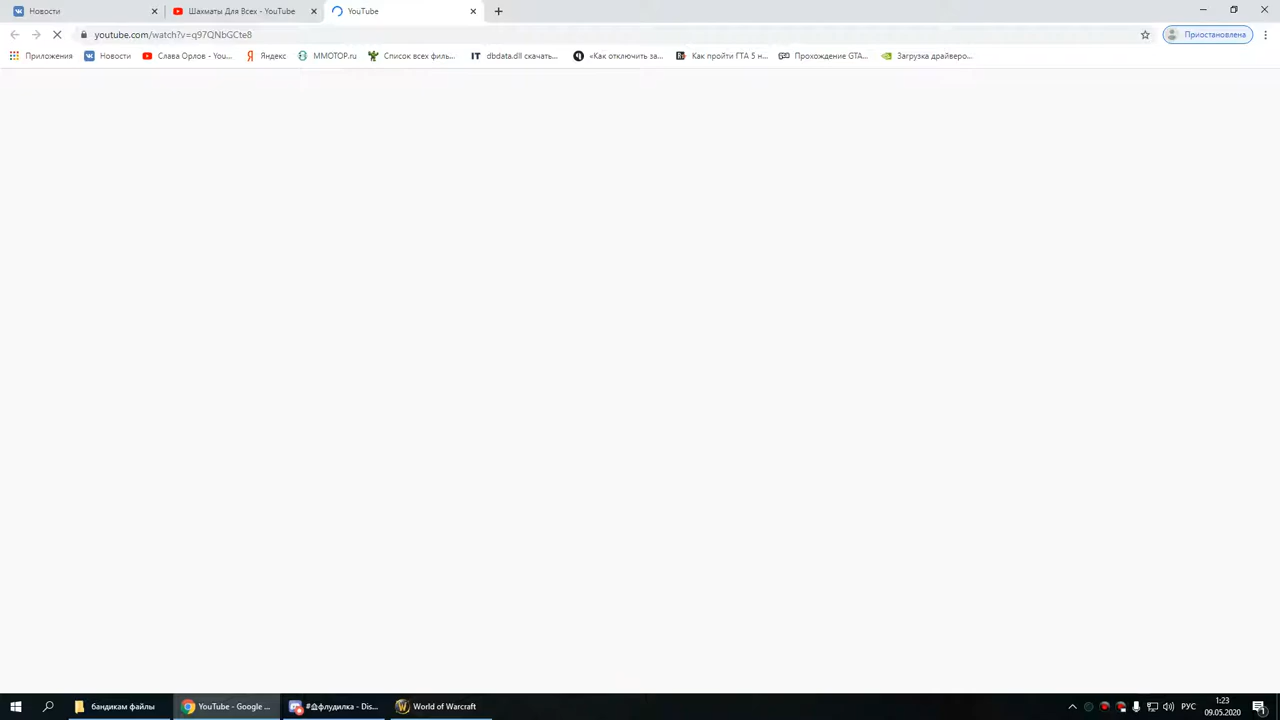 Новости
Шахматы Для Всех - YouTube
YouTube
youtube.com/watch?v=q97QNbGCte8
Приостановлена
Приложения
Новости
Слава Орлов - You...
Яндекс
MMOTOP.ru
Список всех филь...
IT
dbdata.dll скачать...
«Как отключить за...
Как пройти ГТА 5 н...
Прохождение GTA...
Загрузка драйверо...
бандикам файлы
YouTube - Google ...
World of Warcraft
РУС
1:23
09.05.2020